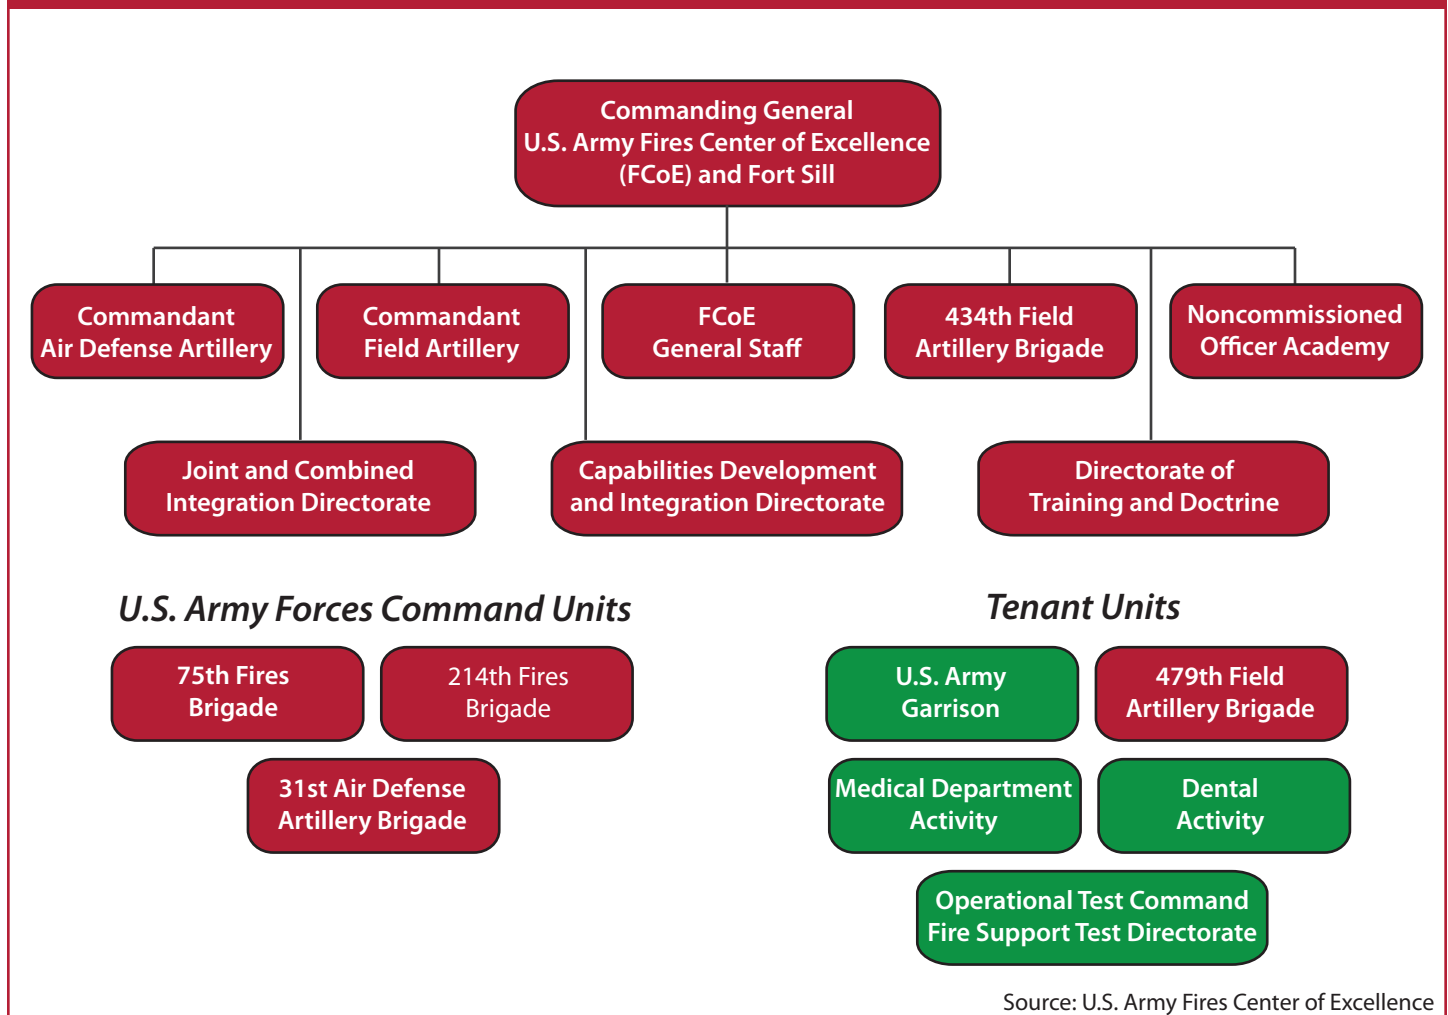 Commanding General
U.S. Army Fires Center of Excellence
(FCoE) and Fort Sill
Commandant
Air Defense Artillery
Commandant
Field Artillery
FCoE
General Staff
434th Field
Artillery Brigade
Noncommissioned
Officer Academy
Joint and Combined
Integration Directorate
Capabilities Development
and Integration Directorate
Directorate of
Training and Doctrine
U.S. Army Forces Command Units
75th Fires
Brigade
214th Fires
Brigade
31st Air Defense
Artillery Brigade
Tenant Units
U.S. Army
Garrison
479th Field
Artillery Brigade
Medical Department
Activity
Dental
Activity
Operational Test Command
Fire Support Test Directorate
Source: U.S. Army Fires Center of Excellence